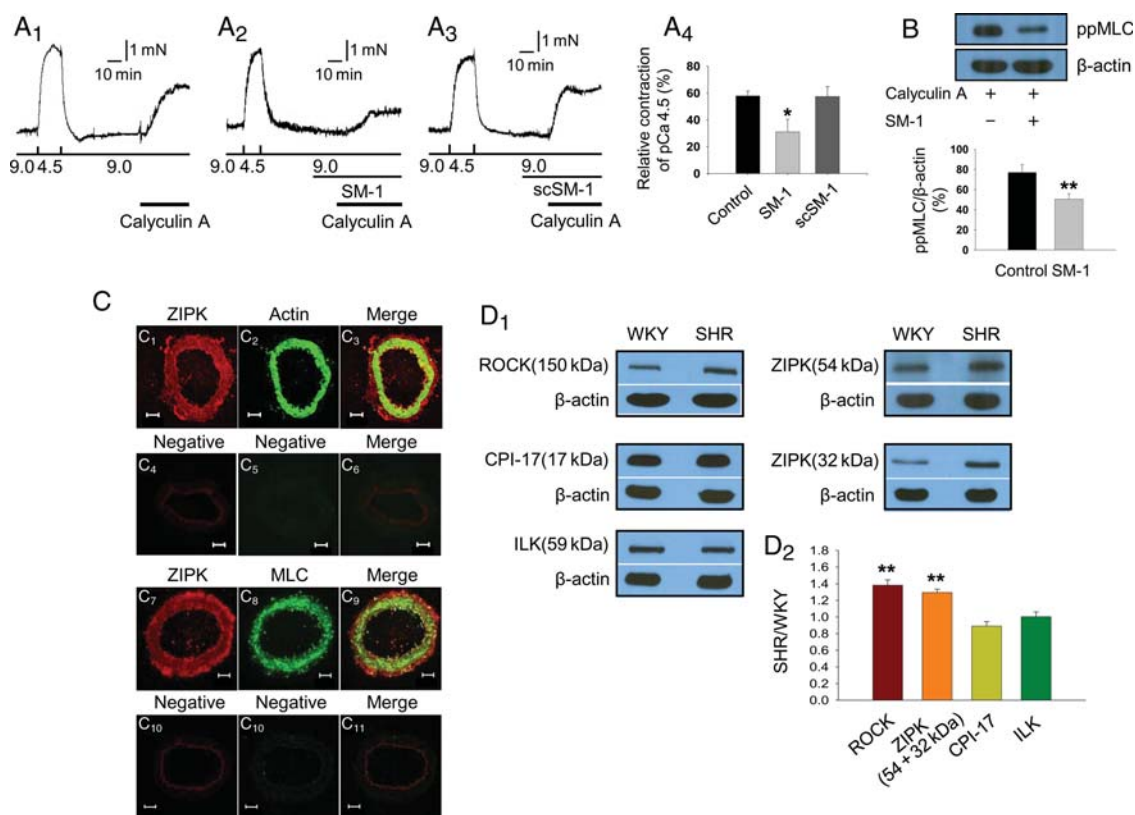 A1
1 mN
10 min
9.0 4.5 9.0
Calyculin A
A2
1 mN
10 min
9.0 4.5 9.0
SM-1
Calyculin A
A3
1 mN
10 min
9.0 4.5 9.0
scSM-1
Calyculin A
A4
Relative contraction
of pCa 4.5 (%)
80
60
40
20
0
*
Control SM-1 scSM-1
B
ppMLC
β-actin
Calyculin A + +
SM-1 − +
ppMLC/β-actin
(%)
100
80
60
40
20
0
**
Control SM-1
C
ZIPK Actin Merge
C1 C2 C3
Negative Negative Merge
C4 C5 C6
ZIPK MLC Merge
C7 C8 C9
Negative Negative Merge
C10 C10 C11
D1
WKY SHR
ROCK(150 kDa)
β-actin
CPI-17(17 kDa)
β-actin
ILK(59 kDa)
β-actin
WKY SHR
ZIPK(54 kDa)
β-actin
ZIPK(32 kDa)
β-actin
D2
SHR/WKY
1.8
1.6
1.4
1.2
1.0
0.8
0.6
0.4
0.2
0.0
** **
ROCK ZIPK CPI-17 ILK
(54 + 32 kDa)